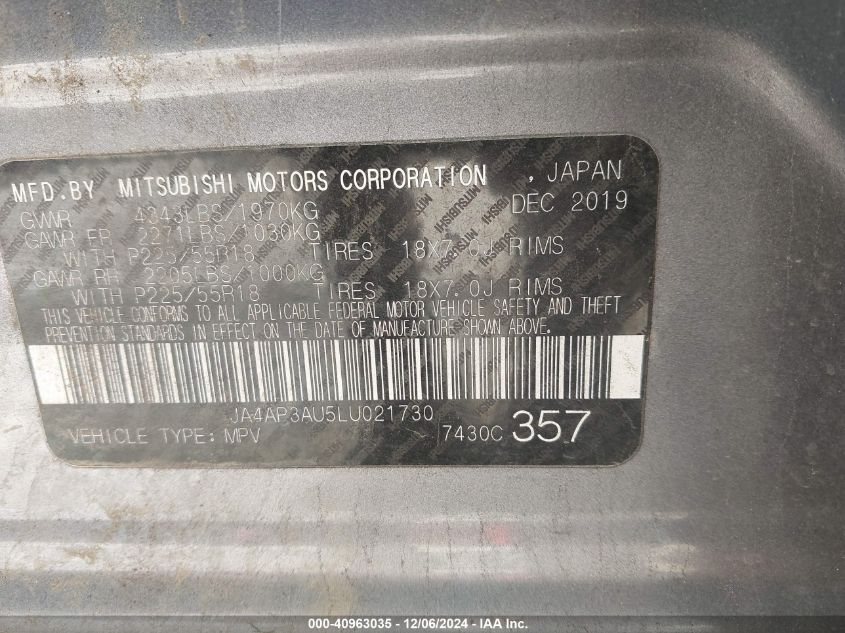 MFD.BY MITSUBISHI MOTORS CORPORATION , JAPAN
GVWR 4343LBS/1970KG DEC 2019
GAWR FR 2271LBS/1030KG
WITH P225/55R18 TIRES 18X7.0J RIMS
GAWR RR 2205LBS/1000KG
WITH P225/55R18 TIRES 18X7.0J RIMS
THIS VEHICLE CONFORMS TO ALL APPLICABLE FEDERAL MOTOR VEHICLE SAFETY AND THEFT
PREVENTION STANDARDS IN EFFECT ON THE DATE OF MANUFACTURE SHOWN ABOVE.
JA4AP3AU5LU021730
VEHICLE TYPE: MPV 7430C 357
000-40963035 - 12/06/2024 - IAA Inc.